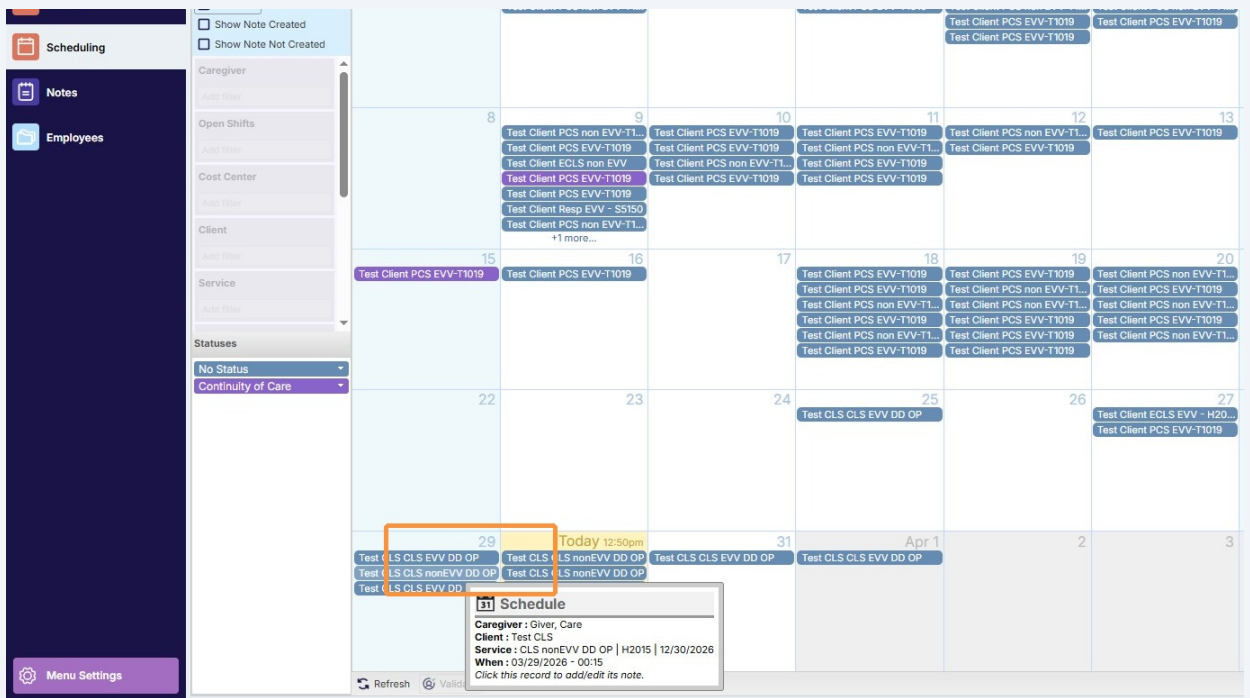 Show Note Created
Show Note Not Created
Scheduling
Notes
Employees
Menu Settings
Caregiver
Add filter
Open Shifts
Add filter
Cost Center
Add filter
Client
Add filter
Service
Add filter
Statuses
No Status
Continuity of Care
Test Client PCS EVV-T1019
Test Client PCS EVV-T1019
Test Client PCS EVV-T1019
8
9
Test Client PCS non EVV-T1...
Test Client PCS EVV-T1019
Test Client ECLS non EVV
Test Client PCS EVV-T1019
Test Client PCS EVV-T1019
Test Client Resp EVV - S5150
Test Client PCS non EVV-T1...
+1 more...
10
Test Client PCS EVV-T1019
Test Client PCS EVV-T1019
Test Client PCS non EVV-T1...
Test Client PCS EVV-T1019
11
Test Client PCS EVV-T1019
Test Client PCS non EVV-T1...
Test Client PCS EVV-T1019
Test Client PCS EVV-T1019
12
Test Client PCS non EVV-T1...
Test Client PCS EVV-T1019
13
Test Client PCS EVV-T1019
15
Test Client PCS EVV-T1019
16
Test Client PCS EVV-T1019
17
18
Test Client PCS EVV-T1019
Test Client PCS EVV-T1019
Test Client PCS non EVV-T1...
Test Client PCS EVV-T1019
Test Client PCS non EVV-T1...
Test Client PCS EVV-T1019
19
Test Client PCS EVV-T1019
Test Client PCS non EVV-T1...
Test Client PCS non EVV-T1...
Test Client PCS EVV-T1019
Test Client PCS EVV-T1019
Test Client PCS EVV-T1019
20
Test Client PCS non EVV-T1...
Test Client PCS EVV-T1019
Test Client PCS non EVV-T1...
Test Client PCS EVV-T1019
Test Client PCS non EVV-T1...
22
23
24
25
Test CLS CLS EVV DD OP
26
27
Test Client ECLS EVV - H20...
Test Client PCS EVV-T1019
29
Test CLS CLS EVV DD OP
Test CLS CLS nonEVV DD OP
Test CLS CLS EVV DD
Today 12:50pm
Test CLS CLS nonEVV DD OP
Test CLS CLS nonEVV DD OP
31
Test CLS CLS EVV DD OP
Apr 1
Test CLS CLS EVV DD OP
2
3
31 Schedule
Caregiver : Giver, Care
Client : Test CLS
Service : CLS nonEVV DD OP | H2015 | 12/30/2026
When : 03/29/2026 - 00:15
Click this record to add/edit its note.
Refresh